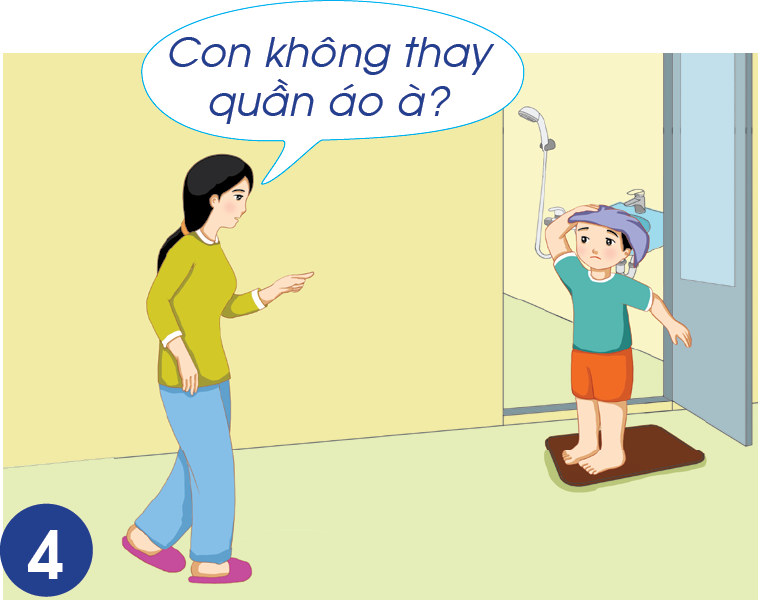 Con không thay
quần áo à?
4